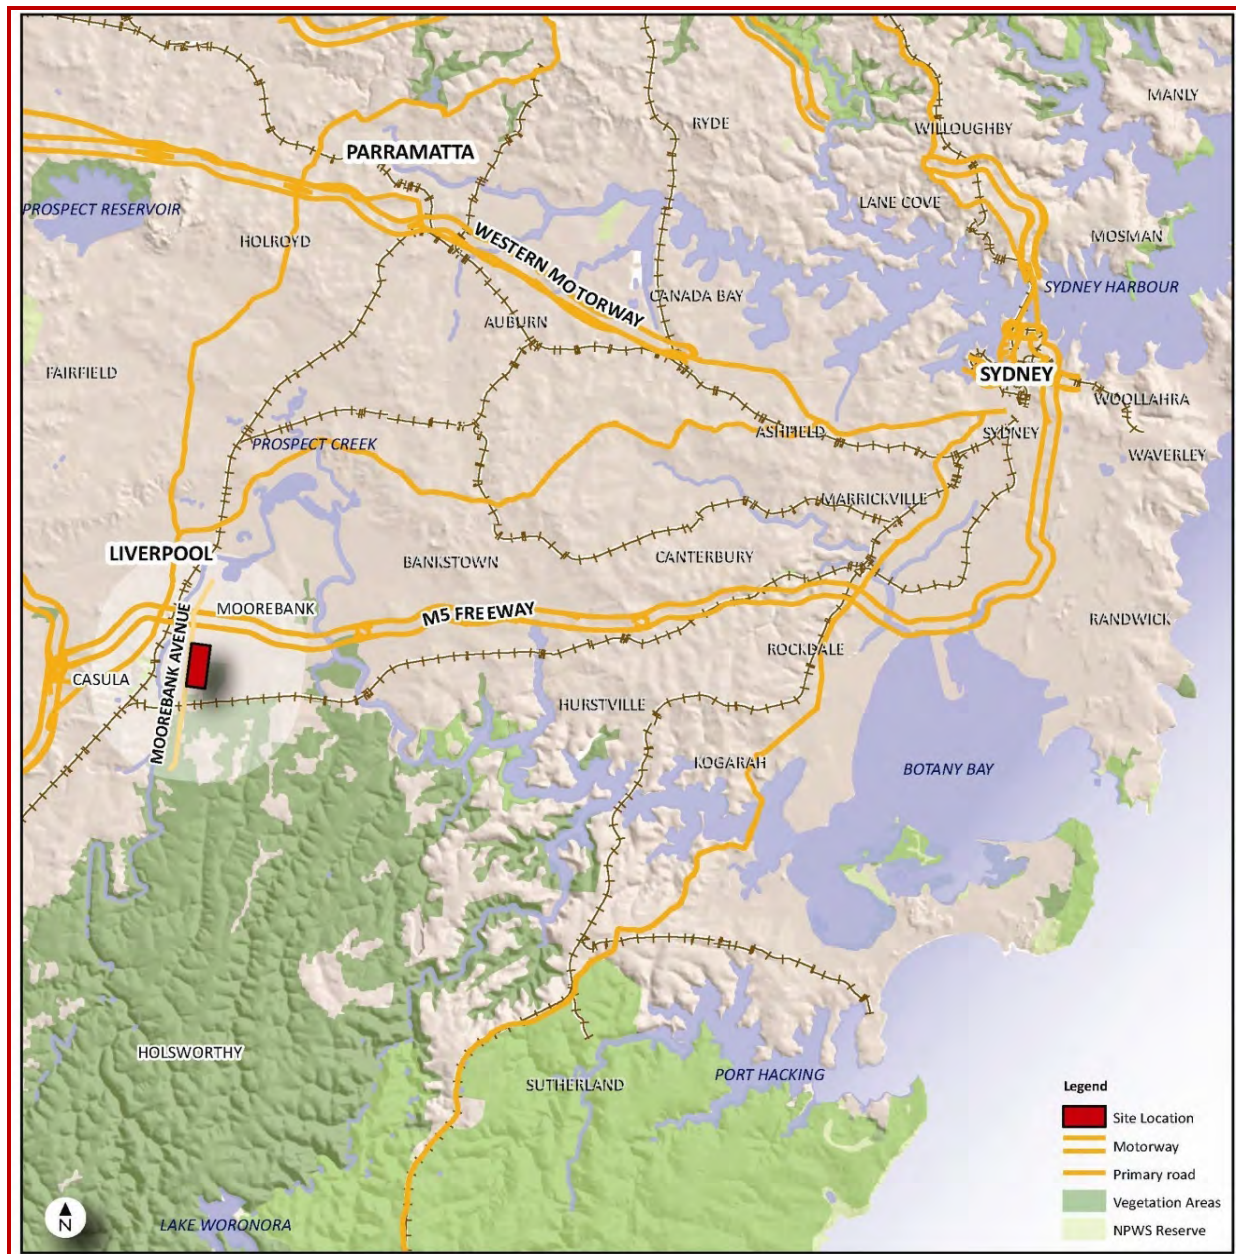 MANLY
RYDE
WILLOUGHBY
PARRAMATTA
LANE COVE
PROSPECT RESERVOIR
HOLROYD
MOSMAN
WESTERN MOTORWAY
SYDNEY HARBOUR
CANADA BAY
AUBURN
FAIRFIELD
SYDNEY
WOOLLAHRA
ASHFIELD
SYDNEY
PROSPECT CREEK
WAVERLEY
MARRICKVILLE
LIVERPOOL
BANKSTOWN
CANTERBURY
MOOREBANK
M5 FREEWAY
RANDWICK
MOOREBANK AVENUE
ROCKDALE
CASULA
HURSTVILLE
KOGARAH
BOTANY BAY
HOLSWORTHY
SUTHERLAND
PORT HACKING
Legend
Site Location
Motorway
Primary road
Vegetation Areas
NPWS Reserve
N
LAKE WORONORA